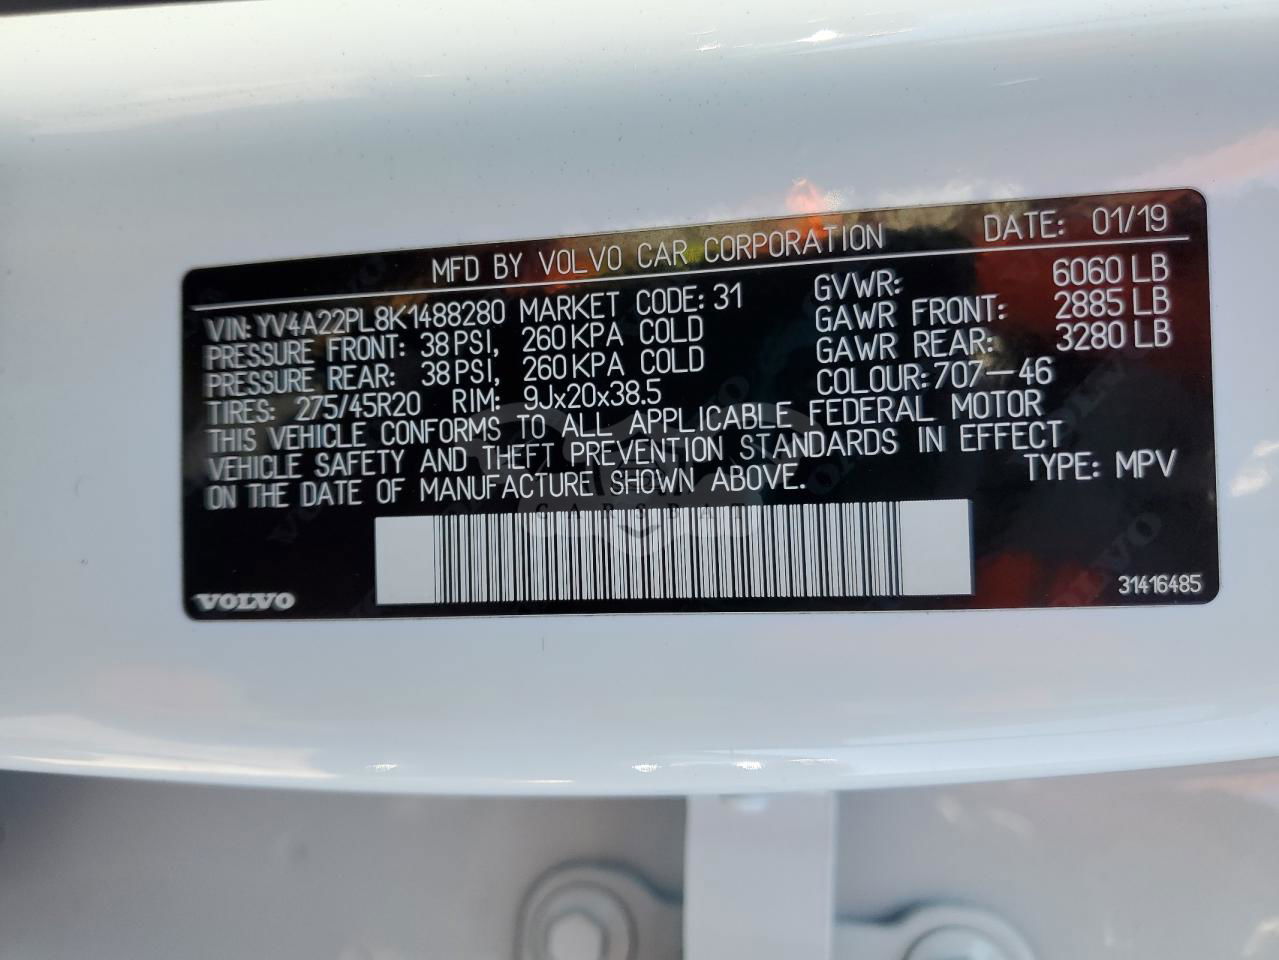 MFD BY VOLVO CAR CORPORATION DATE: 01/19
VIN: YV4A22PL8K1488280 MARKET CODE: 31 GVWR: 6060 LB
PRESSURE FRONT: 38 PSI, 260 KPA COLD GAWR FRONT: 2885 LB
PRESSURE REAR: 38 PSI, 260 KPA COLD GAWR REAR: 3280 LB
TIRES: 275/45R20 RIM: 9Jx20x38.5 COLOUR: 707-46
THIS VEHICLE CONFORMS TO ALL APPLICABLE FEDERAL MOTOR
VEHICLE SAFETY AND THEFT PREVENTION STANDARDS IN EFFECT
ON THE DATE OF MANUFACTURE SHOWN ABOVE. TYPE: MPV
VOLVO 31416485